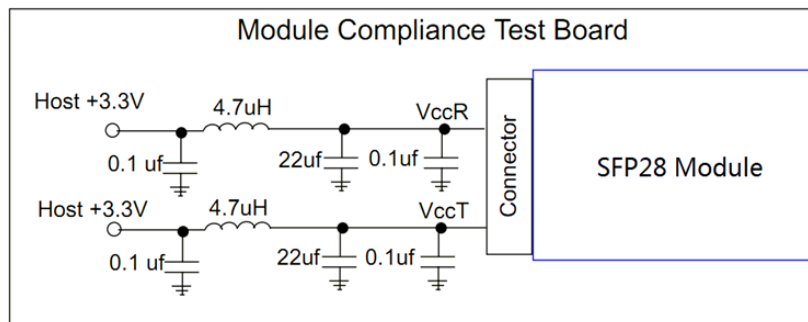 Module Compliance Test Board
Host +3.3V
4.7uH
VccR
0.1 uf
22uf
0.1uf
Host +3.3V
4.7uH
VccT
0.1 uf
22uf
0.1uf
Connector
SFP28 Module